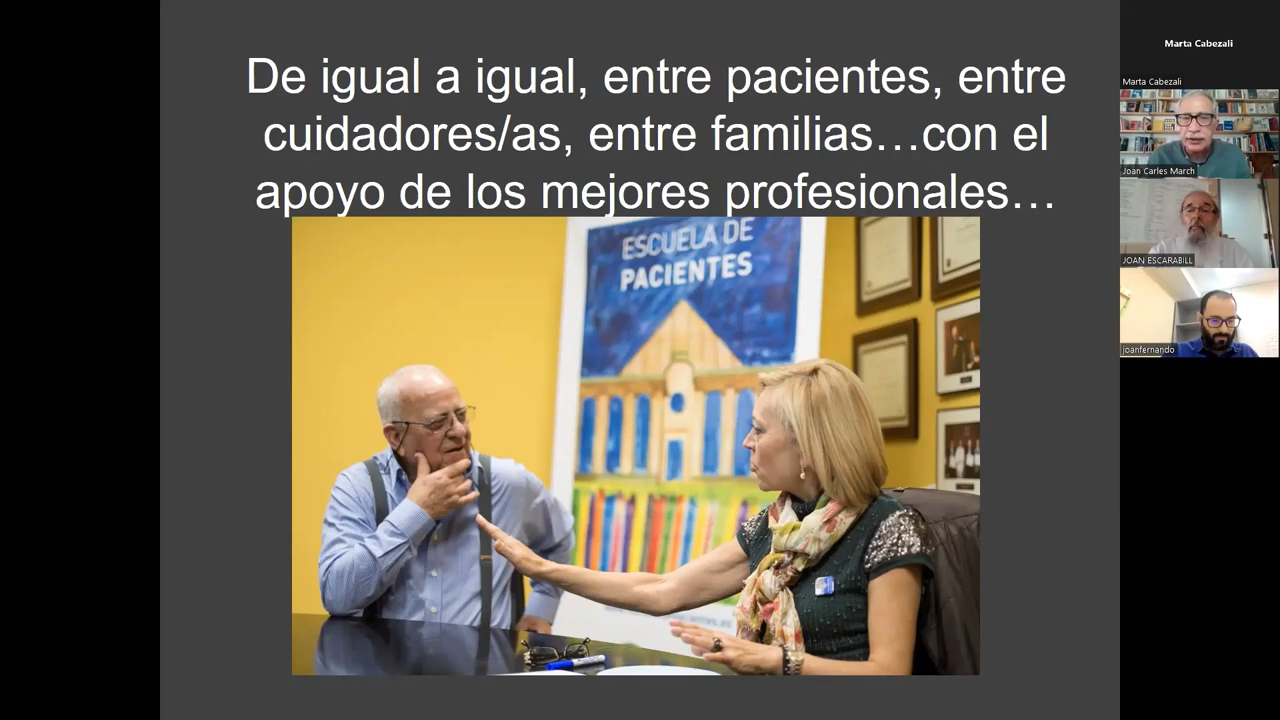 De igual a igual, entre pacientes, entre
cuidadores/as, entre familias…con el
apoyo de los mejores profesionales…
ESCUELA DE
PACIENTES
Marta Cabezali
Marta Cabezali
Joan Carles March
JOAN ESCARABILL
joanfernando